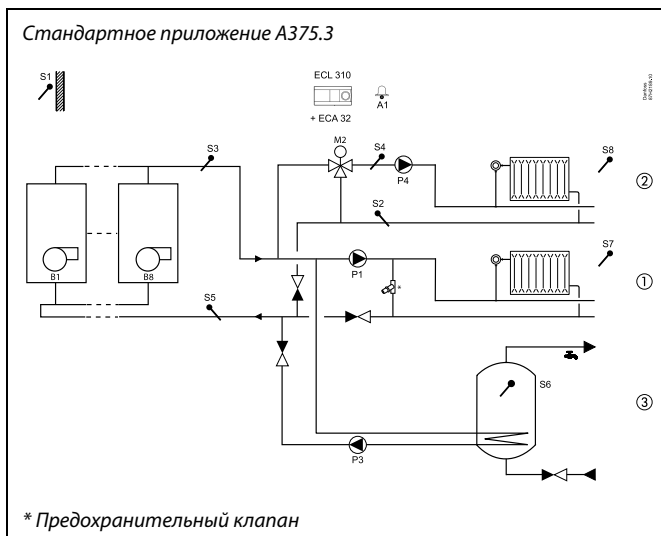 Стандартное приложение A375.3
S1
ECL 310
A1
+ ECA 32
M2
S3
S4
S8
P4
2
S2
B1
B8
P1
S7
*
1
S5
S6
3
P3
* Предохранительный клапан